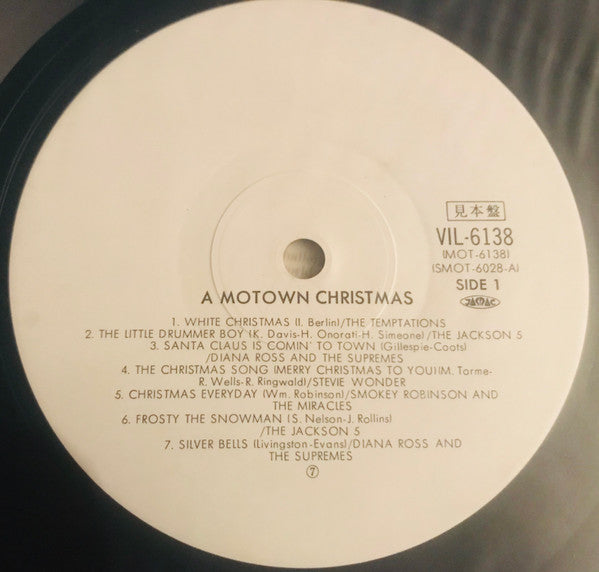 見本盤
VIL-6138
(MOT-6138)
(SMOT-6028-A)
SIDE 1
JASRAC
A MOTOWN CHRISTMAS
1. WHITE CHRISTMAS (I. Berlin)/THE TEMPTATIONS
2. THE LITTLE DRUMMER BOY (K. Davis-H. Onorati-H. Simeone)/THE JACKSON 5
3. SANTA CLAUS IS COMIN' TO TOWN (Gillespie-Coots)
/DIANA ROSS AND THE SUPREMES
4. THE CHRISTMAS SONG (MERRY CHRISTMAS TO YOU)(M. Torme-
R. Wells-R. Ringwald)/STEVIE WONDER
5. CHRISTMAS EVERYDAY (Wm. Robinson)/SMOKEY ROBINSON AND
THE MIRACLES
6. FROSTY THE SNOWMAN (S. Nelson-J. Rollins)
/THE JACKSON 5
7. SILVER BELLS (Livingston-Evans)/DIANA ROSS AND
THE SUPREMES
⑦